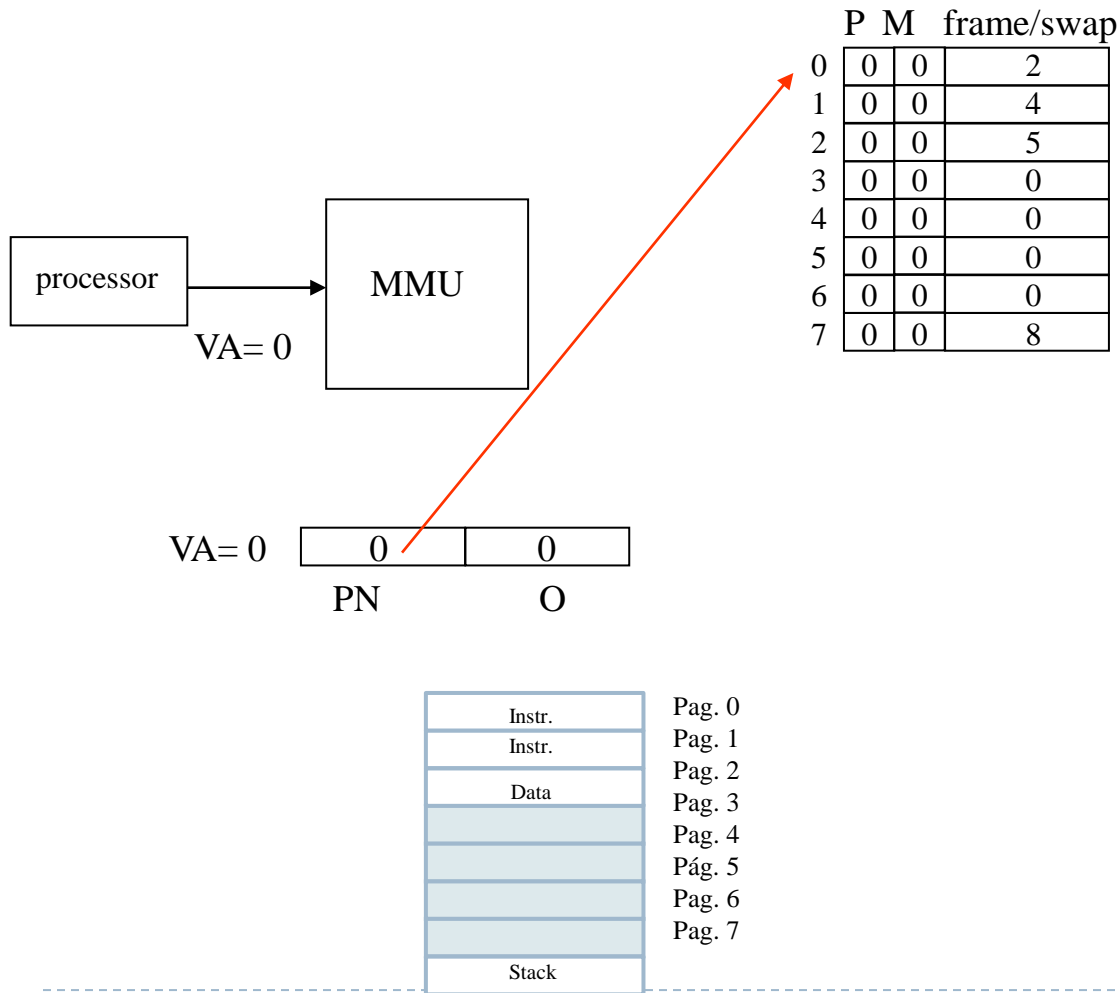 P M frame/swap
0 0 0 2
1 0 0 4
2 0 0 5
3 0 0 0
4 0 0 0
5 0 0 0
6 0 0 0
7 0 0 8
processor
MMU
VA= 0
VA= 0 0 0
PN O
Instr. Pag. 0
Instr. Pag. 1
Pag. 2
Data Pag. 3
Pag. 4
Pág. 5
Pag. 6
Pag. 7
Stack